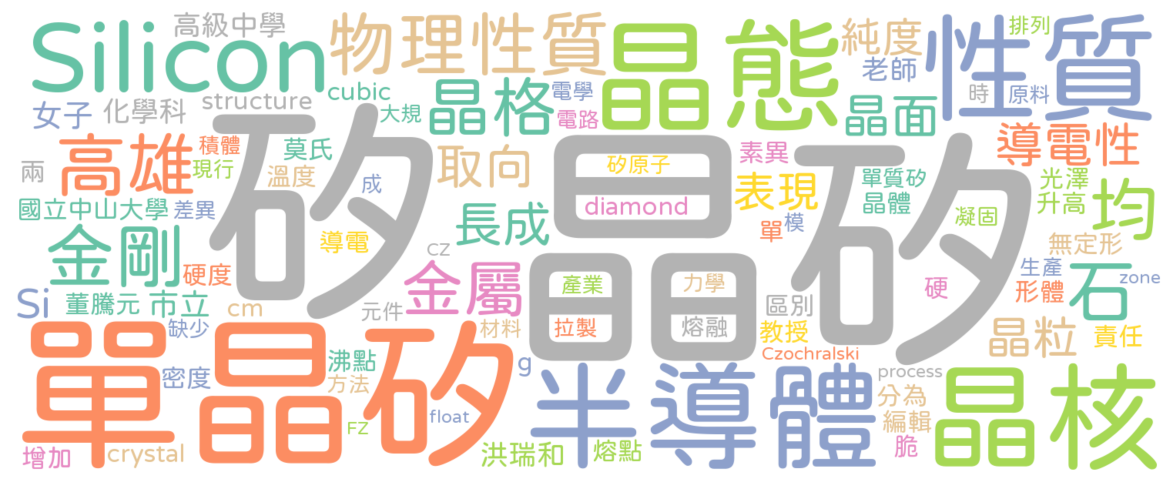 Silicon
高級中學
物理性質
晶態
純度
性質
排列
老師
電學
cubic
structure
女子
化學科
大規
晶格
電路
晶面
時
原料
矽
晶矽
高雄
積體
現行
莫氏
溫度
兩
取向
矽原子
素異
導電性
成
diamond
表現
單質矽
晶體
光澤
升高
均
國立中山大學
差異
長成
單
模
凝固
金剛
導電
cz
無定形
硬度
金屬
產業
力學
區別
硬
生產
形體
石
zone
Si
董騰元
市立
cm
元件
缺少
材料
拉製
熔融
教授
晶粒
責任
單晶矽
沸點
方法
g
Czochralski
密度
半導體
process
分為
編輯
晶核
float
FZ
增加
crystal
洪瑞和
熔點
脆